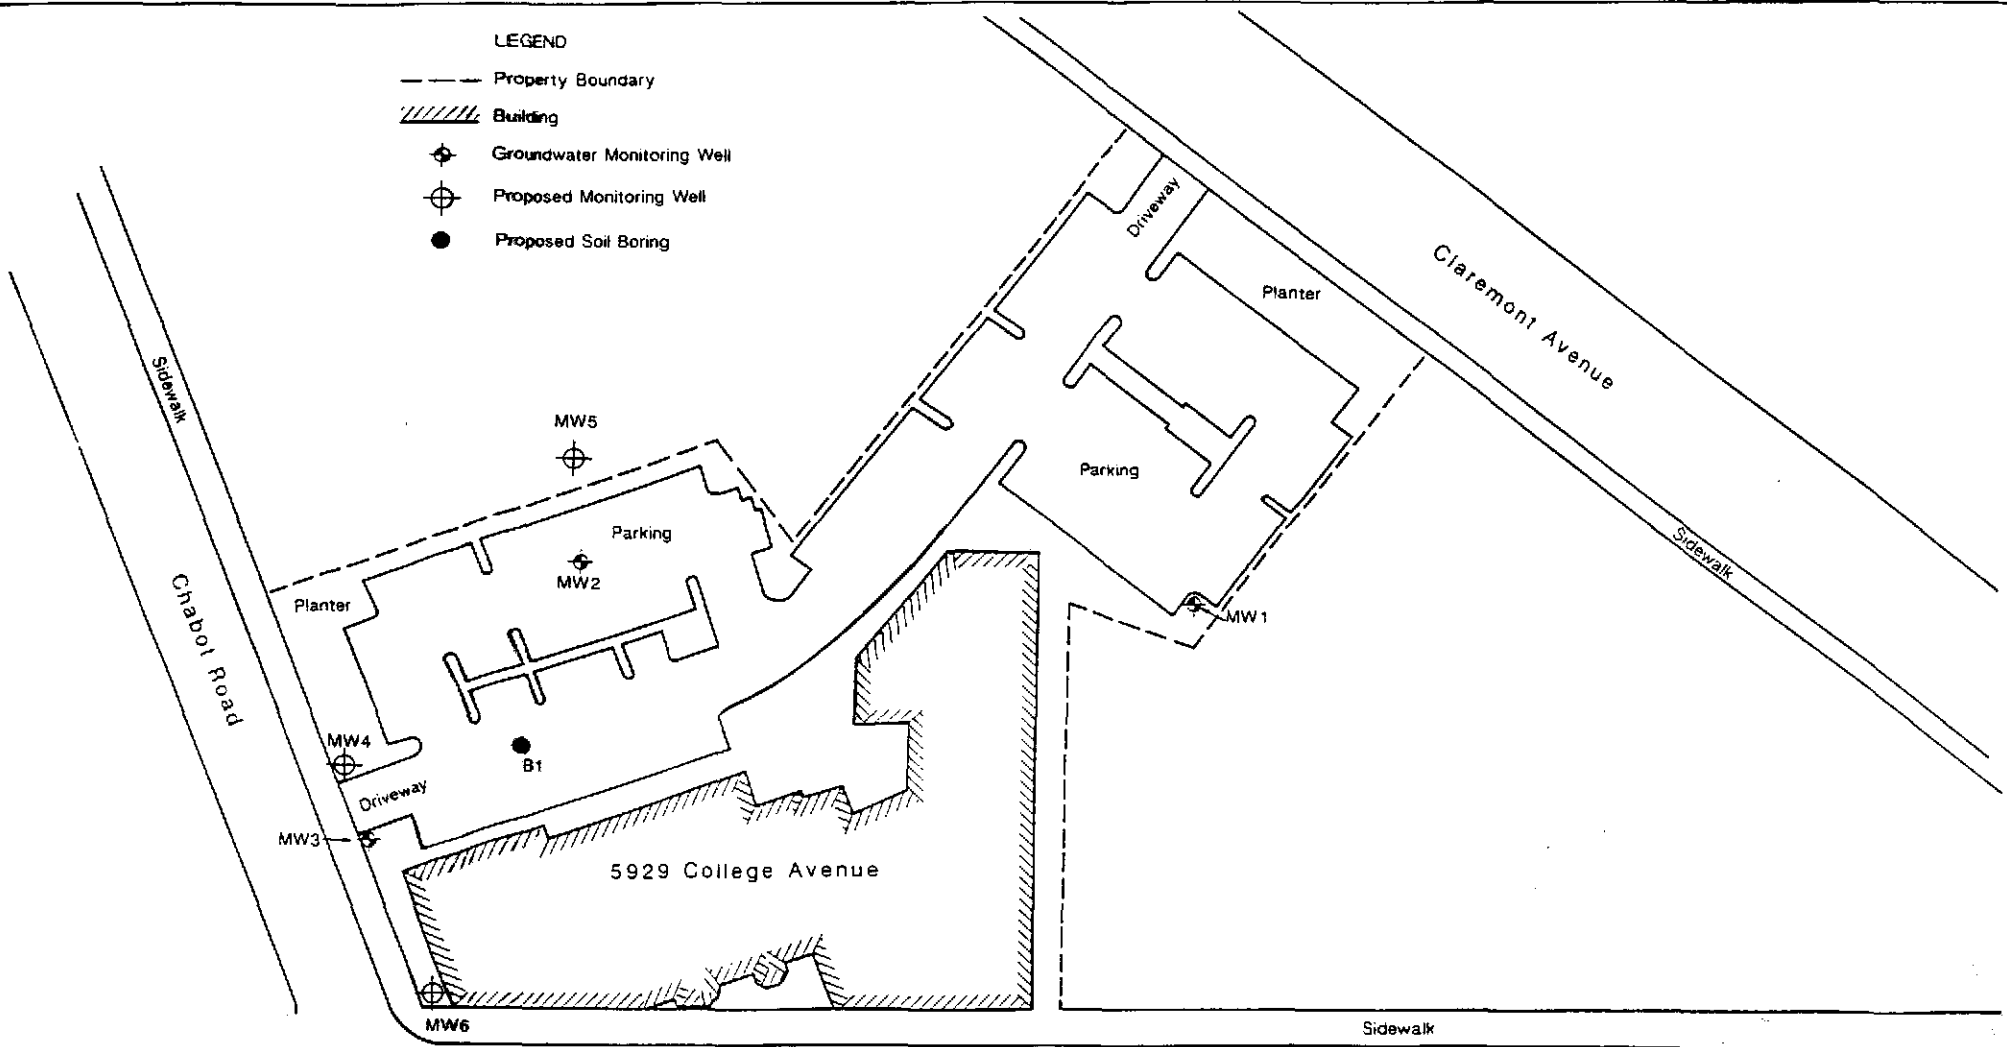 LEGEND
Property Boundary
Building
Groundwater Monitoring Well
Proposed Monitoring Well
Proposed Soil Boring
Driveway
Claremont Avenue
Planter
Sidewalk
MW5
Parking
Parking
Sidewalk
MW2
Chabot Road
Planter
MW1
MW4
B1
Driveway
MW3
5929 College Avenue
MW6
Sidewalk